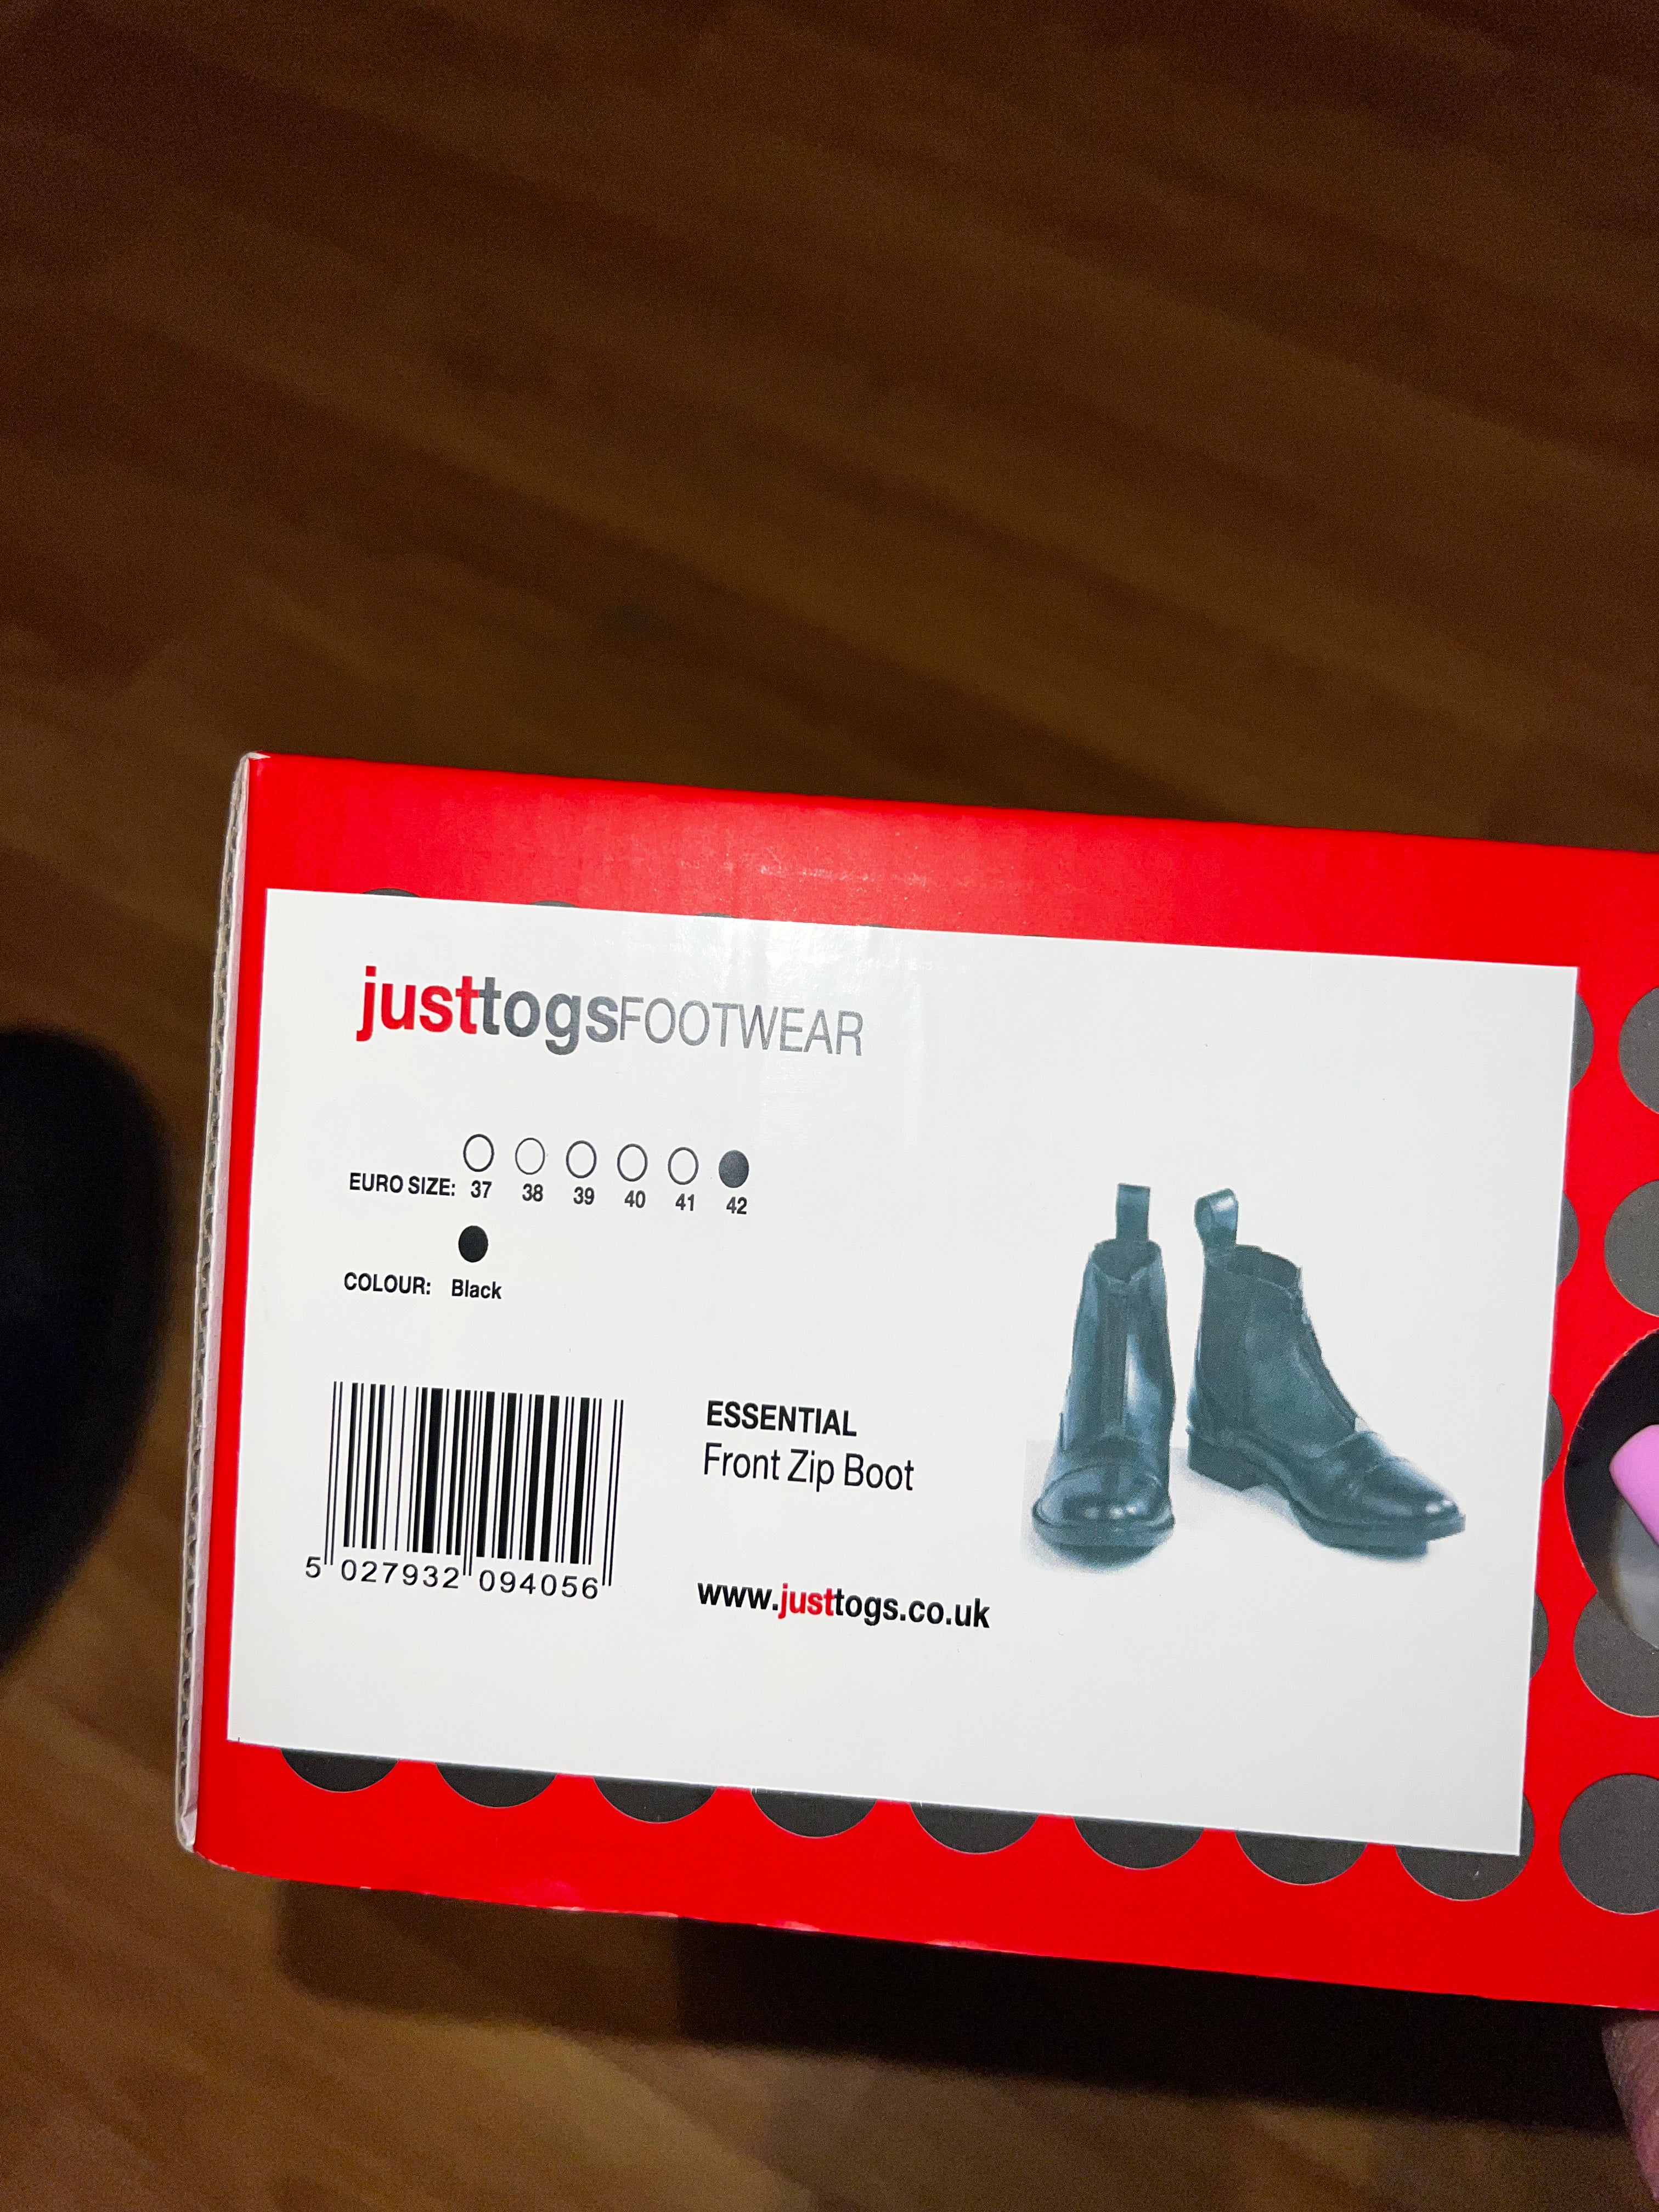 justtogsFOOTWEAR
EURO SIZE: 37 38 39 40 41 42
COLOUR: Black
ESSENTIAL
Front Zip Boot
5 027932 094056
www.justtogs.co.uk